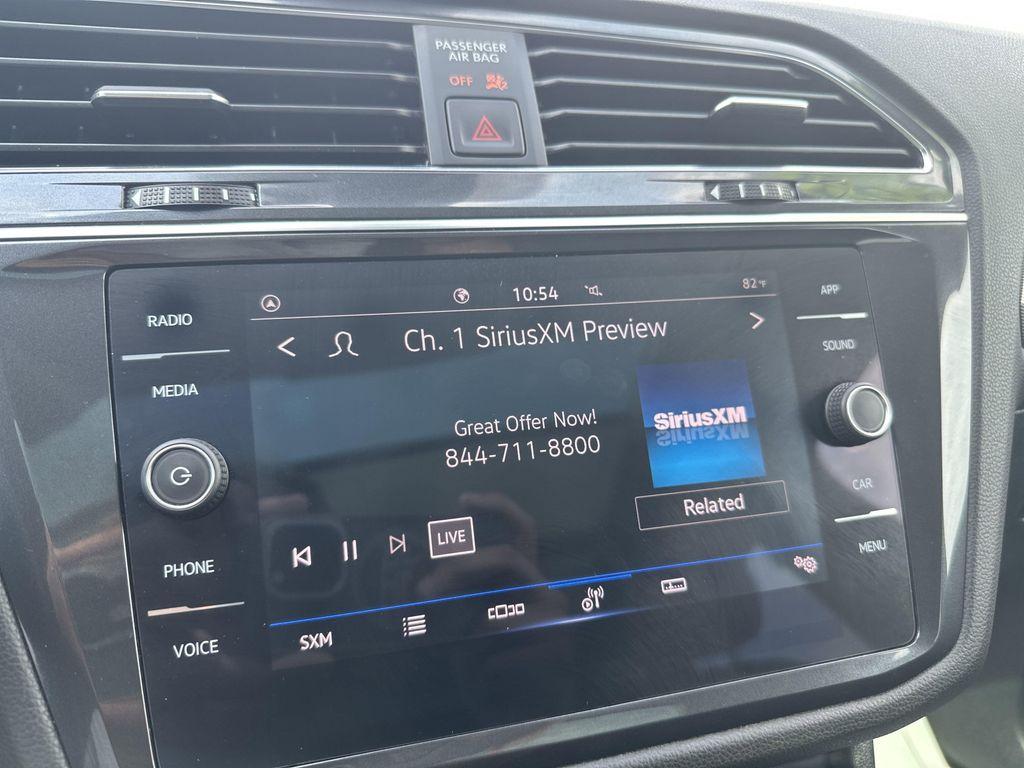 PASSENGER
AIR BAG
OFF
RADIO
MEDIA
PHONE
VOICE
10:54
82°F
Ch. 1 SiriusXM Preview
Great Offer Now!
844-711-8800
SiriusXM
Related
LIVE
SXM
APP
SOUND
CAR
MENU